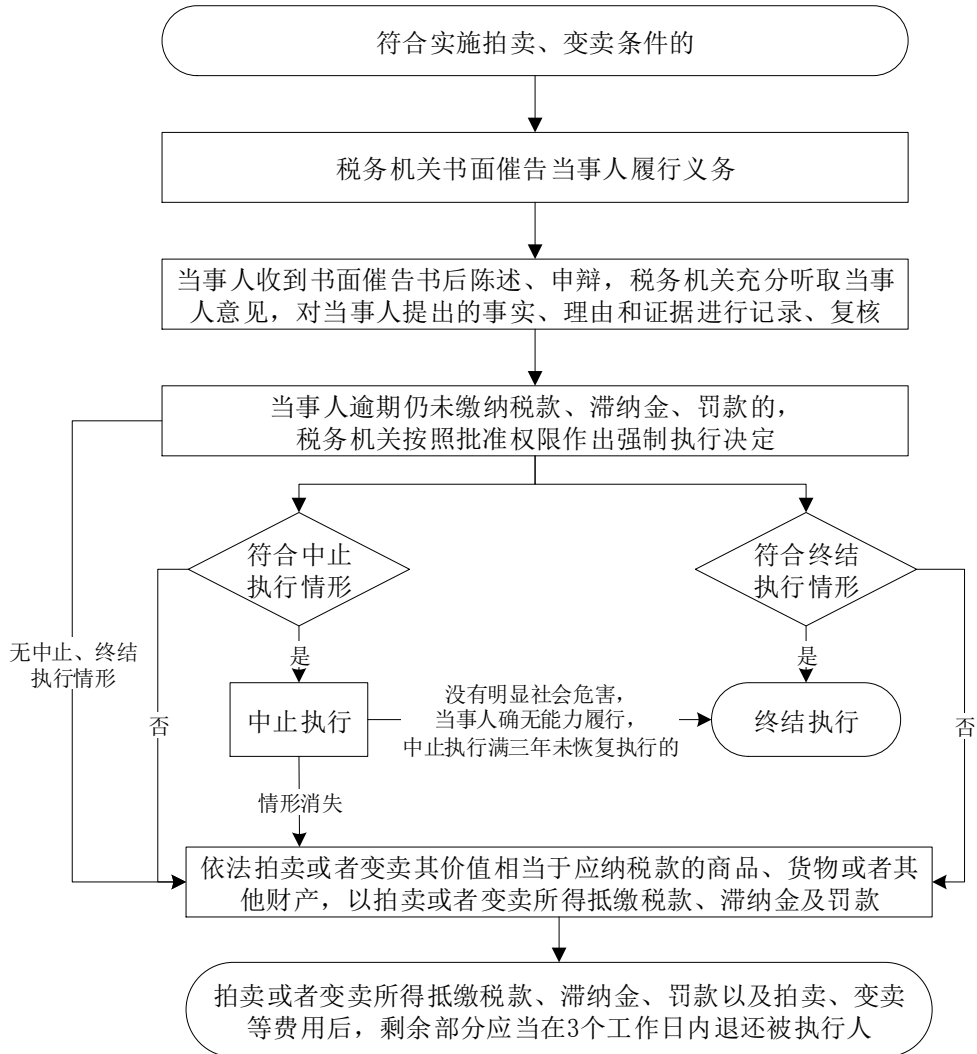 符合实施拍卖、变卖条件的
税务机关书面催告当事人履行义务
当事人收到书面催告书后陈述、申辩，税务机关充分听取当事
人意见，对当事人提出的事实、理由和证据进行记录、复核
当事人逾期仍未缴纳税款、滞纳金、罚款的，
税务机关按照批准权限作出强制执行决定
符合中止
执行情形
符合终结
执行情形
无中止、终结
执行情形
是
是
否
否
中止执行
没有明显社会危害，
当事人确无能力履行，
中止执行满三年未恢复执行的
终结执行
情形消失
依法拍卖或者变卖其价值相当于应纳税款的商品、货物或者其
他财产，以拍卖或者变卖所得抵缴税款、滞纳金及罚款
拍卖或者变卖所得抵缴税款、滞纳金、罚款以及拍卖、变卖
等费用后，剩余部分应当在3个工作日内退还被执行人